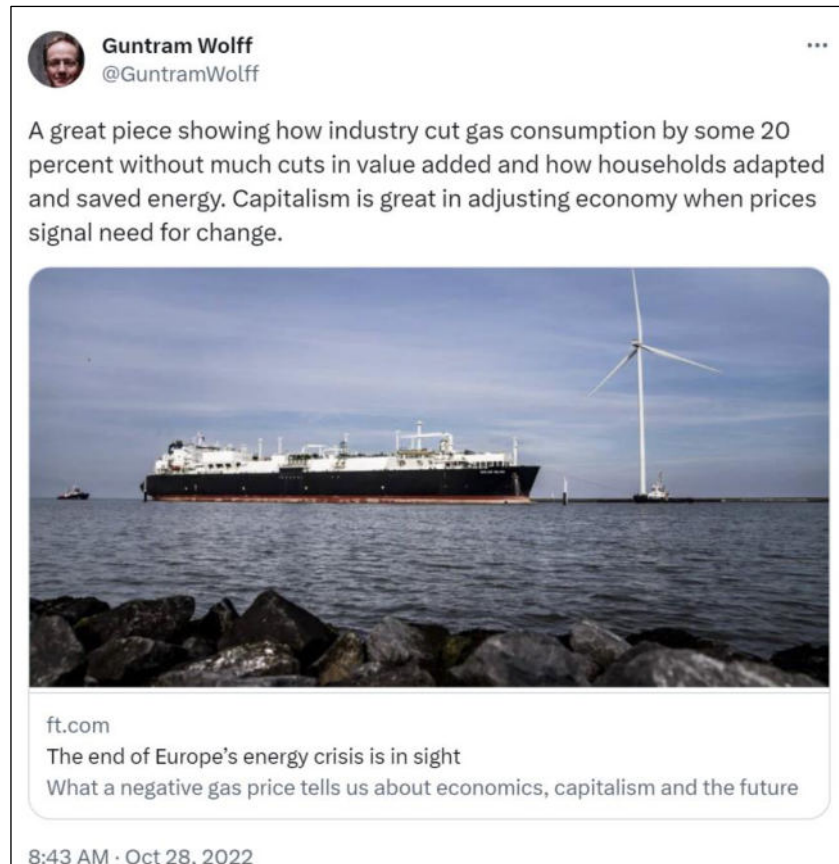 Guntram Wolff
@GuntramWolff
A great piece showing how industry cut gas consumption by some 20
percent without much cuts in value added and how households adapted
and saved energy. Capitalism is great in adjusting economy when prices
signal need for change.
ft.com
The end of Europe’s energy crisis is in sight
What a negative gas price tells us about economics, capitalism and the future
8:43 AM · Oct 28, 2022